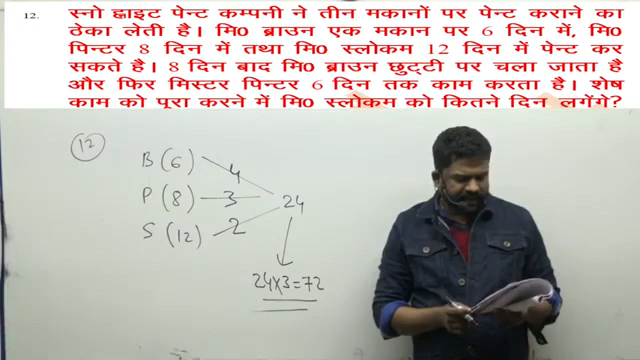 12. स्नो ह्वाइट पेन्ट कम्पनी ने तीन मकानों पर पेन्ट कराने का
ठेका लेती है। मि० ब्राउन एक मकान पर 6 दिन में, मि०
पिन्टर 8 दिन में तथा मि० स्लोकम 12 दिन में पेन्ट कर
सकते है। 8 दिन बाद मि० ब्राउन छुट्टी पर चला जाता है
और फिर मिस्टर पिन्टर 6 दिन तक काम करता है। शेष
काम को पूरा करने में मि० स्लोकम को कितने दिन लगेंगे?
(12)
B (6) 4
P (8) 3 24
S (12) 2
24×3=72